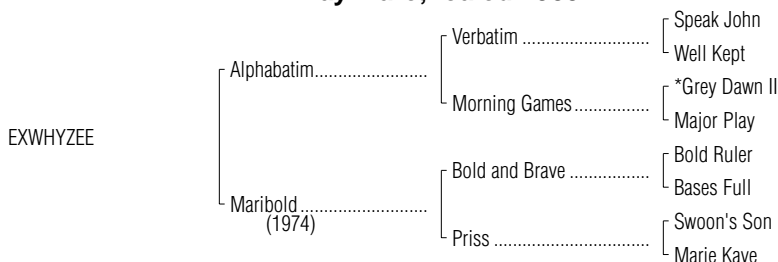 Speak John
Verbatim ..............................
Well Kept
Alphabatim..........................
*Grey Dawn II
Morning Games..................
Major Play
EXWHYZEE
Bold Ruler
Bold and Brave ...................
Bases Full
Maribold..............................
(1974)
Swoon's Son
Priss .....................................
Marie Kaye